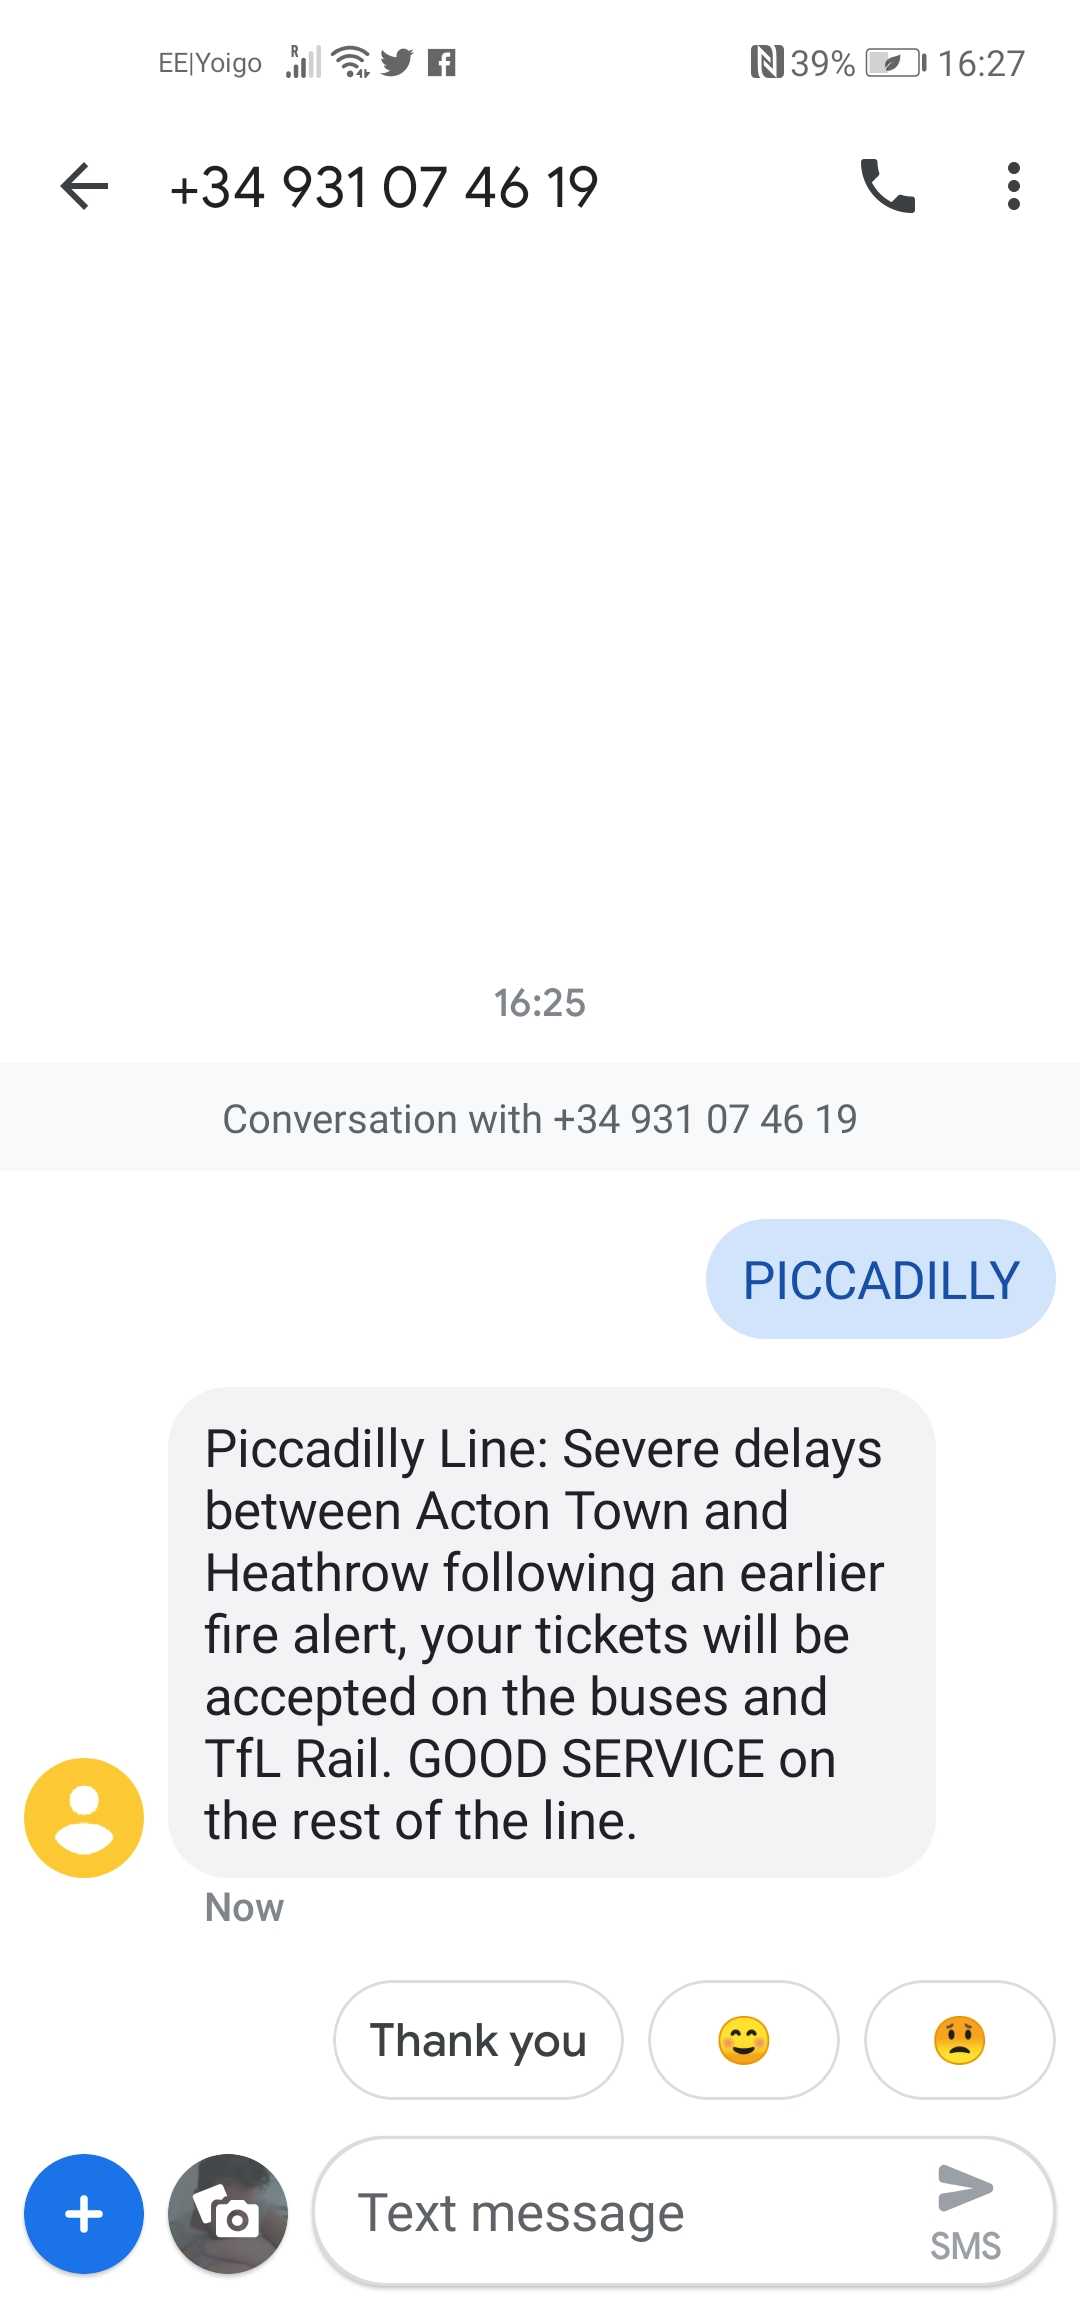 EE|Yoigo R 39% 16:27
+34 931 07 46 19
16:25
Conversation with +34 931 07 46 19
PICCADILLY
Piccadilly Line: Severe delays
between Acton Town and
Heathrow following an earlier
fire alert, your tickets will be
accepted on the buses and
TfL Rail. GOOD SERVICE on
the rest of the line.
Now
Thank you
Text message
SMS